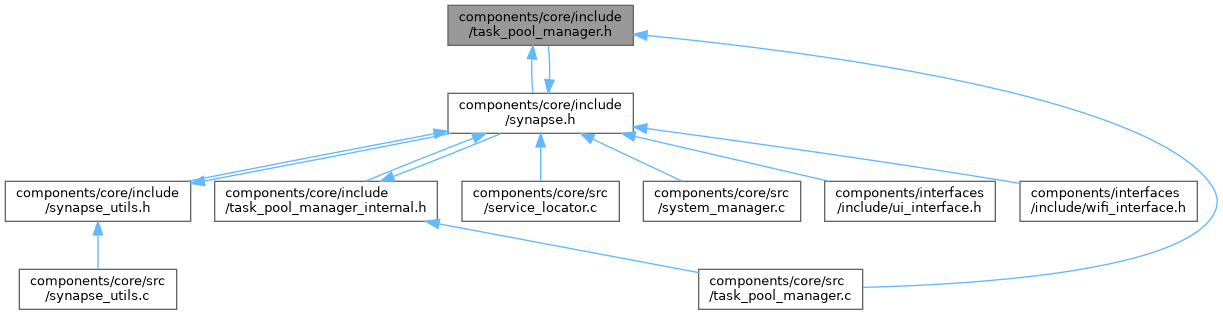 components/core/include
/task_pool_manager.h
components/core/include
/synapse.h
components/core/include
/synapse_utils.h
components/core/include
/task_pool_manager_internal.h
components/core/src
/service_locator.c
components/core/src
/system_manager.c
components/interfaces
/include/ui_interface.h
components/interfaces
/include/wifi_interface.h
components/core/src
/synapse_utils.c
components/core/src
/task_pool_manager.c